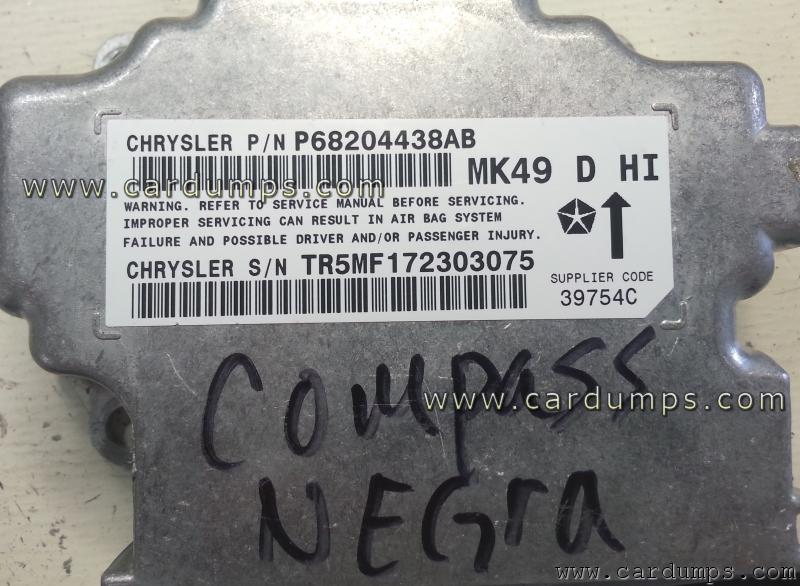 CHRYSLER P/N P68204438AB
MK49 D HI
www.cardumps.com
WARNING. REFER TO SERVICE MANUAL BEFORE SERVICING.
IMPROPER SERVICING CAN RESULT IN AIR BAG SYSTEM
FAILURE AND POSSIBLE DRIVER AND/OR PASSENGER INJURY.
CHRYSLER S/N TR5MF172303075
SUPPLIER CODE
39754C
Compass
www.cardumps.com
NEGra
www.cardumps.com